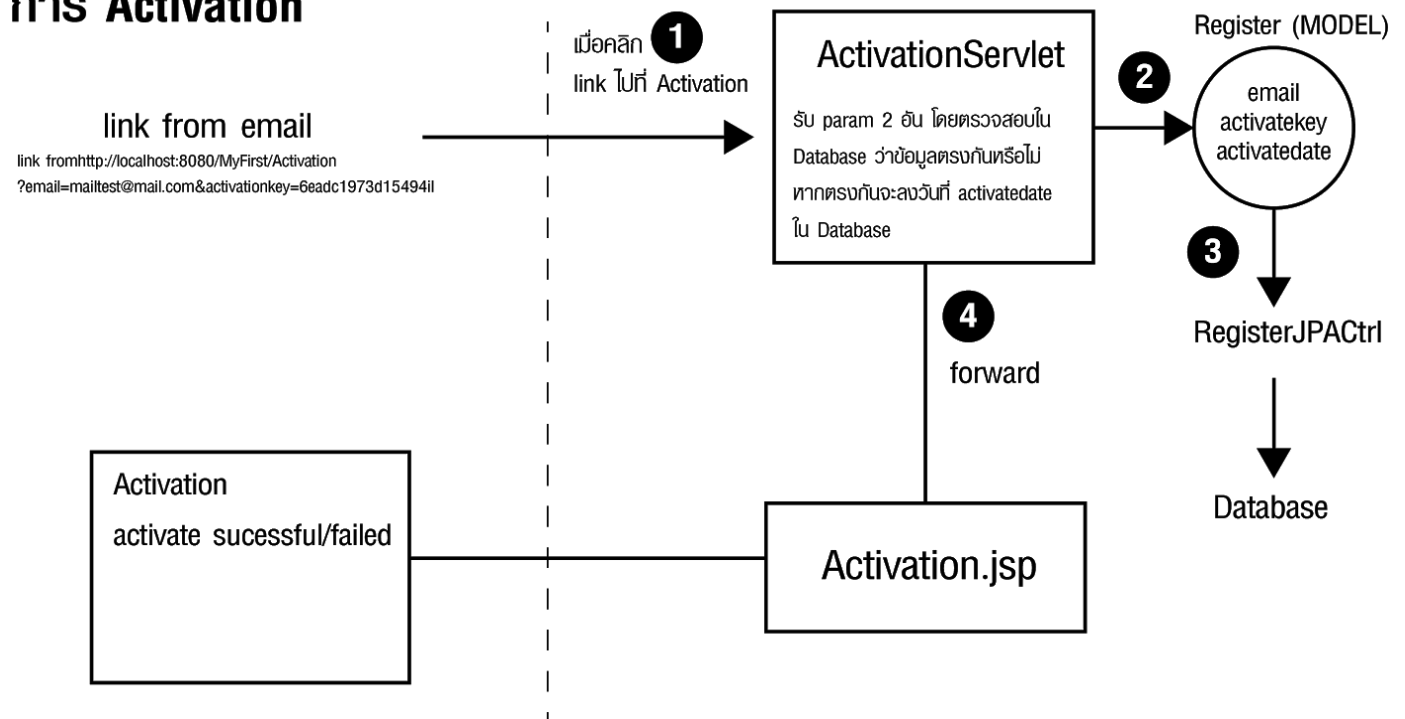 การ Activation
เมื่อคลิก 1
link ไปที่ Activation
link from email
link fromhttp://localhost:8080/MyFirst/Activation
?email=mailtest@mail.com&activationkey=6eadc1973d15494il
ActivationServlet
รับ param 2 อัน โดยตรวจสอบใน
Database ว่าข้อมูลตรงกันหรือไม่
หากตรงกันจะลงวันที่ activatedate
ใน Database
2
Register (MODEL)
email
activatekey
activatedate
3
RegisterJPACtrl
Database
4
forward
Activation.jsp
Activation
activate sucessful/failed